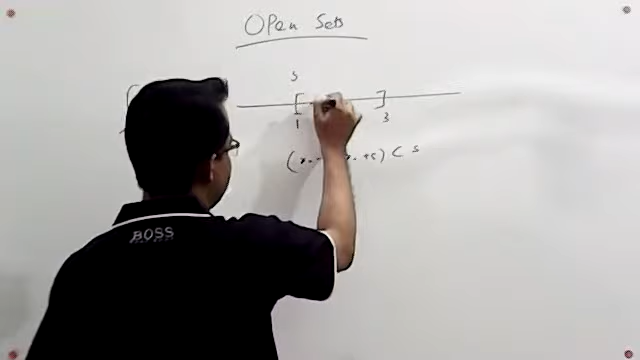 Open Sets
S
[ ]
1 3
( +s) ⊂ S
BOSS